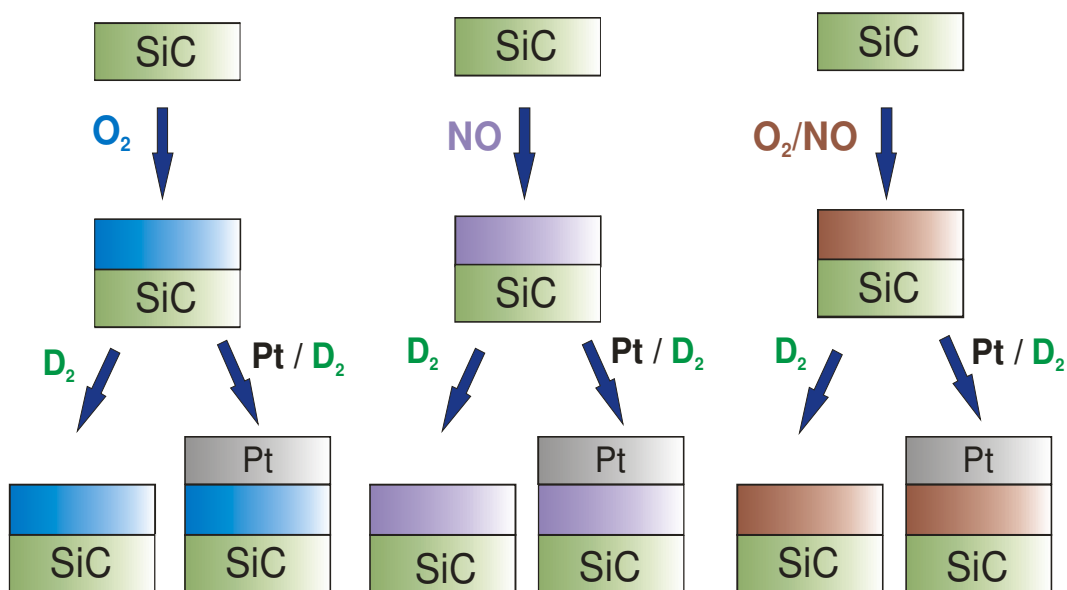 SiC SiC SiC
O₂ NO O₂/NO
SiC SiC SiC
D₂ Pt / D₂ D₂ Pt / D₂ D₂ Pt / D₂
Pt Pt Pt
SiC SiC SiC SiC SiC SiC